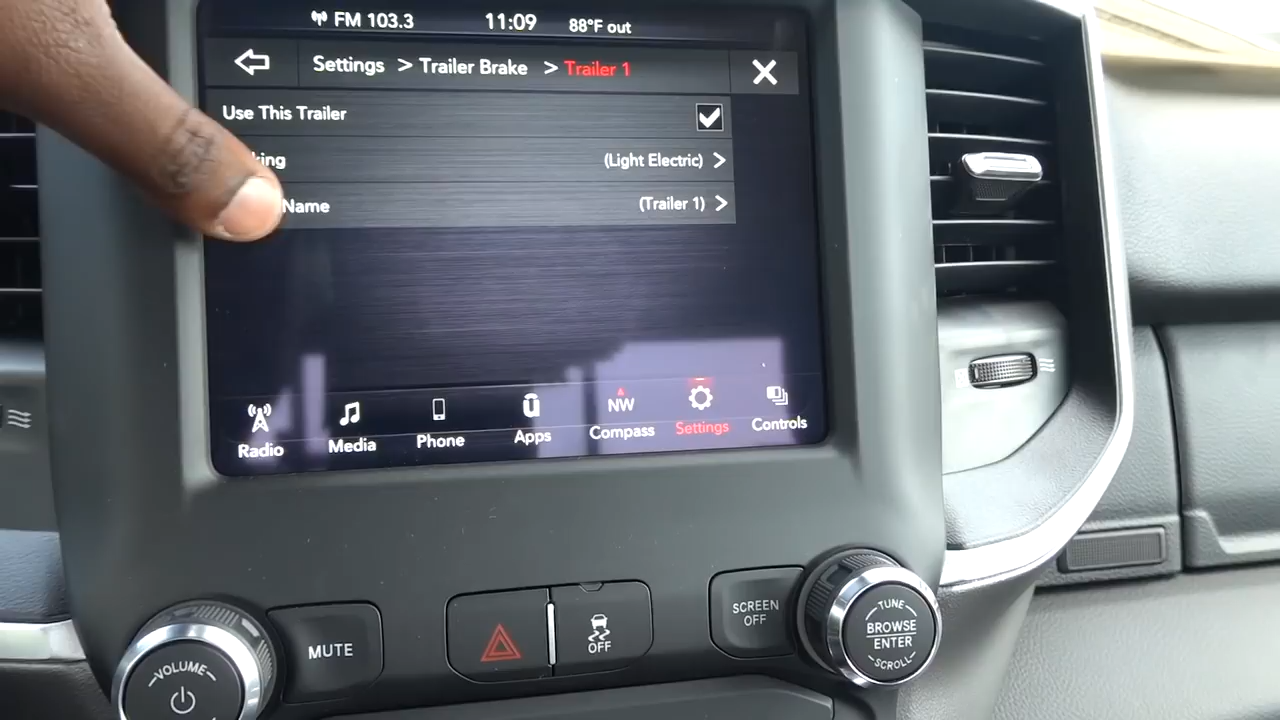 FM 103.3 11:09 88°F out
Settings > Trailer Brake > Trailer 1
Use This Trailer
king (Light Electric) >
Name (Trailer 1) >
Radio Media Phone Apps NW Compass Settings Controls
MUTE
OFF
SCREEN OFF
TUNE
BROWSE
ENTER
SCROLL
VOLUME